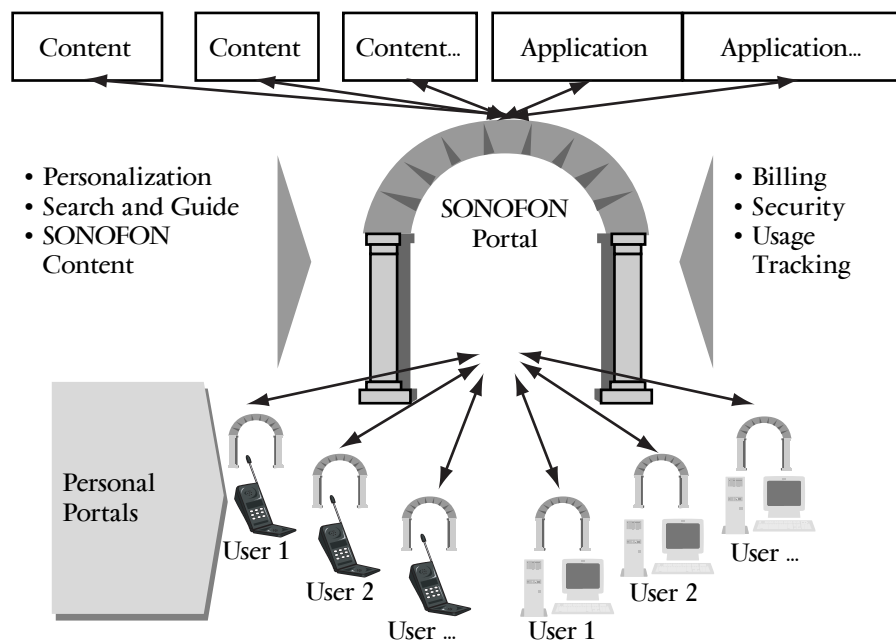 Content
Content
Content...
Application
Application...
• Personalization
• Search and Guide
• SONOFON
Content
SONOFON
Portal
• Billing
• Security
• Usage
Tracking
Personal
Portals
User 1
User 2
User ...
User 1
User 2
User ...